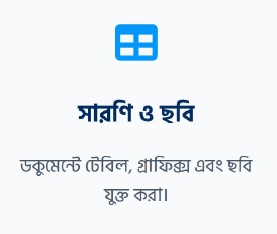 সারণি ও ছবি
ডকুমেন্টে টেবিল, গ্রাফিক্স এবং ছবি
যুক্ত করা।